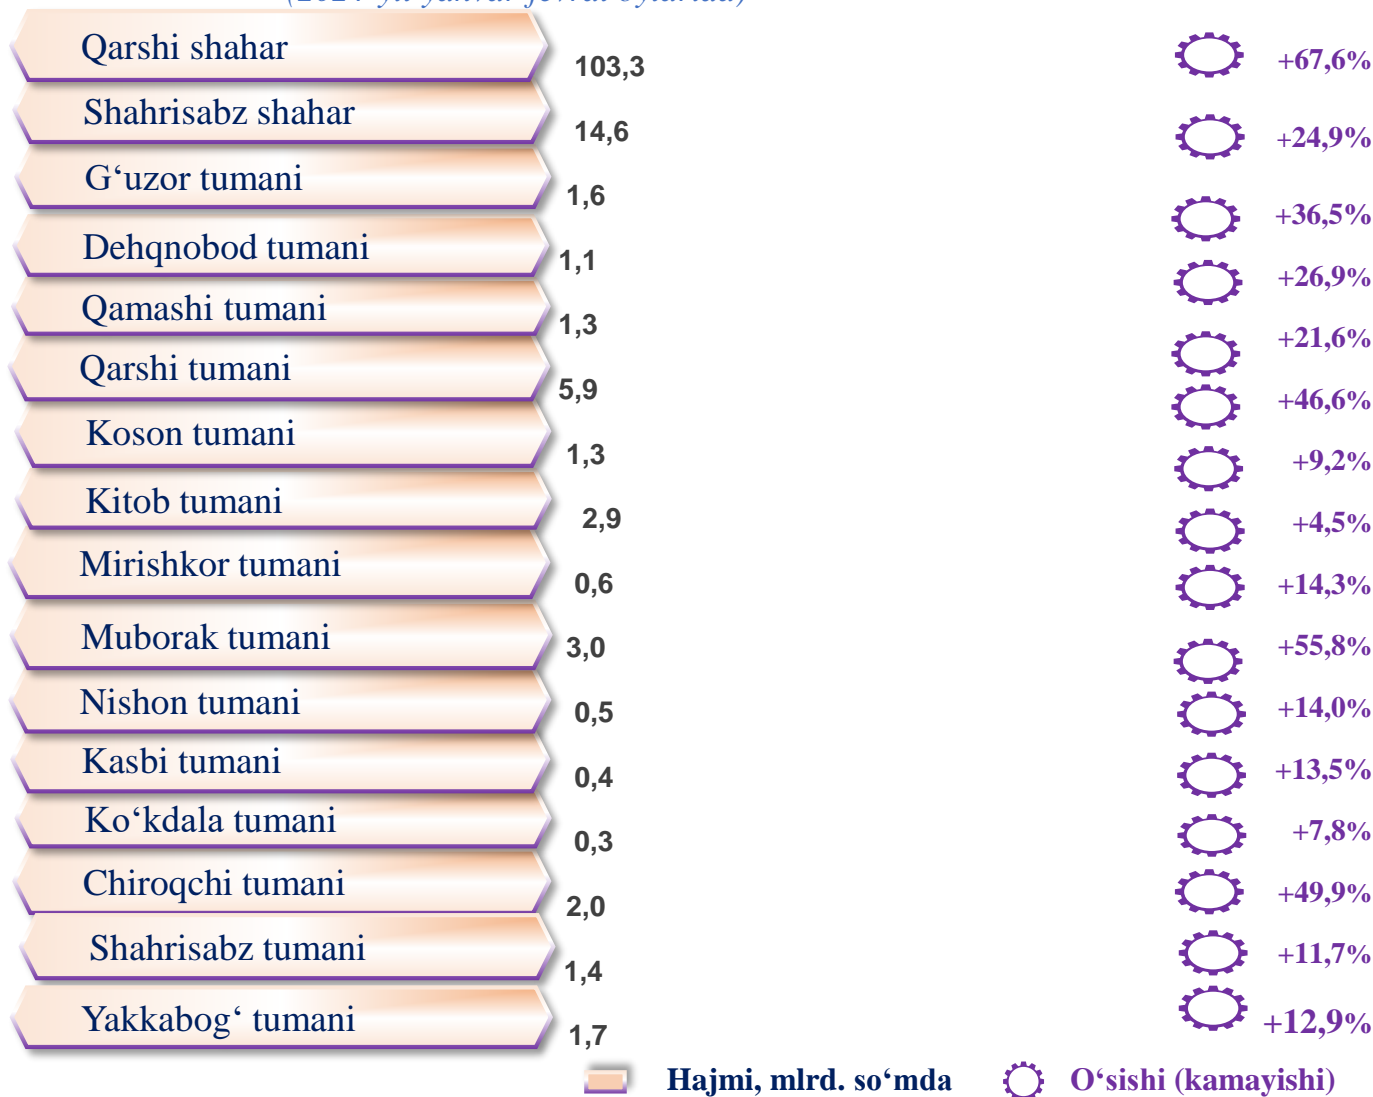 (2024-yil yanvar-fevral oylarida)
Qarshi shahar 103,3 +67,6%
Shahrisabz shahar 14,6 +24,9%
G‘uzor tumani 1,6 +36,5%
Dehqnobod tumani 1,1 +26,9%
Qamashi tumani 1,3 +21,6%
Qarshi tumani 5,9 +46,6%
Koson tumani 1,3 +9,2%
Kitob tumani 2,9 +4,5%
Mirishkor tumani 0,6 +14,3%
Muborak tumani 3,0 +55,8%
Nishon tumani 0,5 +14,0%
Kasbi tumani 0,4 +13,5%
Ko‘kdala tumani 0,3 +7,8%
Chiroqchi tumani 2,0 +49,9%
Shahrisabz tumani 1,4 +11,7%
Yakkabog‘ tumani 1,7 +12,9%
Hajmi, mlrd. so‘mda O‘sishi (kamayishi)